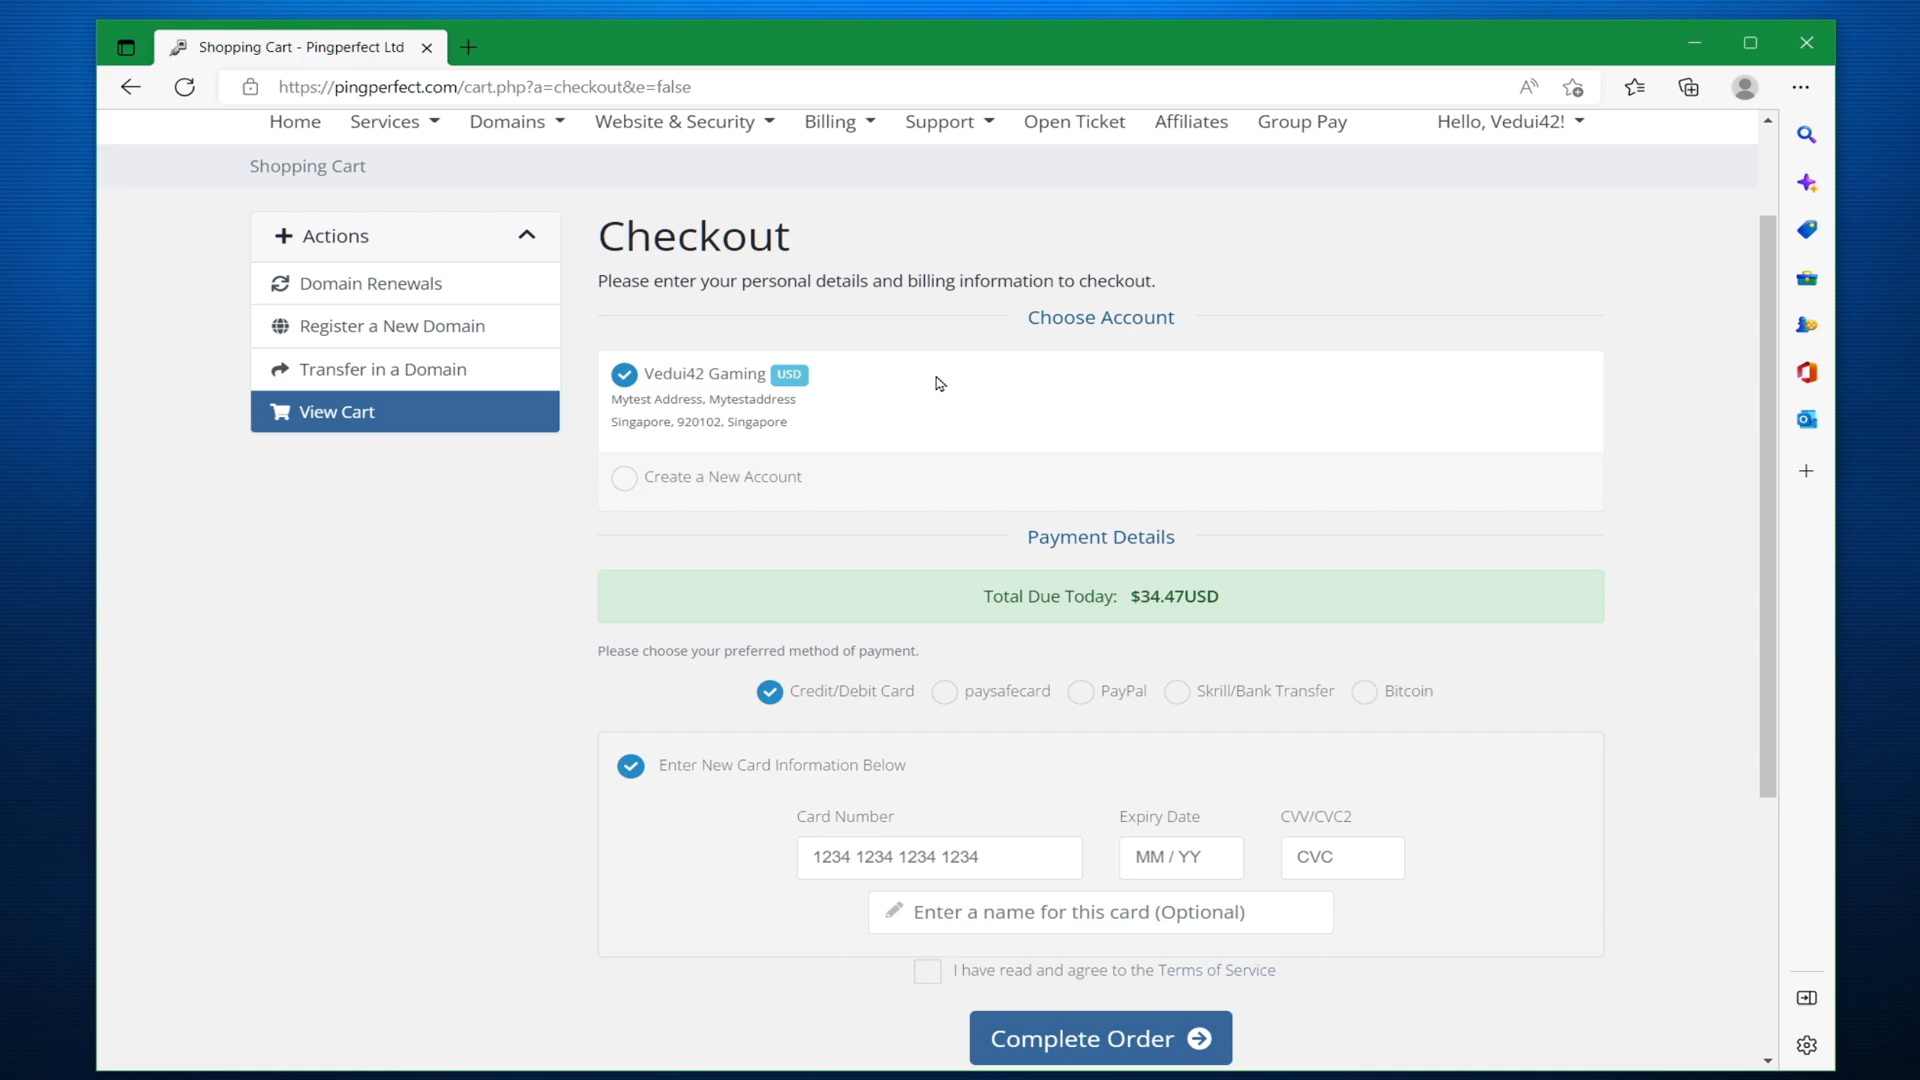 Shopping Cart - Pingperfect Ltd
https://pingperfect.com/cart.php?a=checkout&e=false
Home Services Domains Website & Security Billing Support Open Ticket Affiliates Group Pay Hello, Vedui42!
Shopping Cart
Actions
Domain Renewals
Register a New Domain
Transfer in a Domain
View Cart
Checkout
Please enter your personal details and billing information to checkout.
Choose Account
Vedui42 Gaming USD
Mytest Address, Mytestaddress
Singapore, 920102, Singapore
Create a New Account
Payment Details
Total Due Today: $34.47USD
Please choose your preferred method of payment.
Credit/Debit Card paysafecard PayPal Skrill/Bank Transfer Bitcoin
Enter New Card Information Below
Card Number Expiry Date CVV/CVC2
1234 1234 1234 1234 MM / YY CVC
Enter a name for this card (Optional)
I have read and agree to the Terms of Service
Complete Order